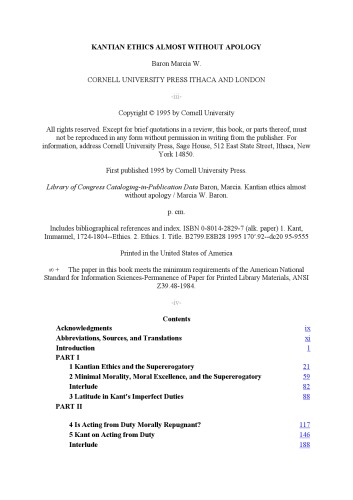 KANTIAN ETHICS ALMOST WITHOUT APOLOGY
Baron Marcia W.
CORNELL UNIVERSITY PRESS ITHACA AND LONDON
-iii-
Copyright © 1995 by Cornell University
All rights reserved. Except for brief quotations in a review, this book, or parts thereof, must
not be reproduced in any form without permission in writing from the publisher. For
information, address Cornell University Press, Sage House, 512 East State Street, Ithaca, New
York 14850.
First published 1995 by Cornell University Press.
Library of Congress Cataloging-in-Publication Data Baron, Marcia. Kantian ethics almost
without apology / Marcia W. Baron.
p. cm.
Includes bibliographical references and index. ISBN 0-8014-2829-7 (alk. paper) 1. Kant,
Immanuel, 1724-1804--Ethics. 2. Ethics. I. Title. B2799.E8B28 1995 170'.92--dc20 95-9555
Printed in the United States of America
∞ + The paper in this book meets the minimum requirements of the American National
Standard for Information Sciences-Permanence of Paper for Printed Library Materials, ANSI
Z39.48-1984.
-iv-
Contents
Acknowledgments ix
Abbreviations, Sources, and Translations xi
Introduction 1
PART I
1 Kantian Ethics and the Supererogatory 21
2 Minimal Morality, Moral Excellence, and the Supererogatory 59
Interlude 82
3 Latitude in Kant's Imperfect Duties 88
PART II
4 Is Acting from Duty Morally Repugnant? 117
5 Kant on Acting from Duty 146
Interlude 188